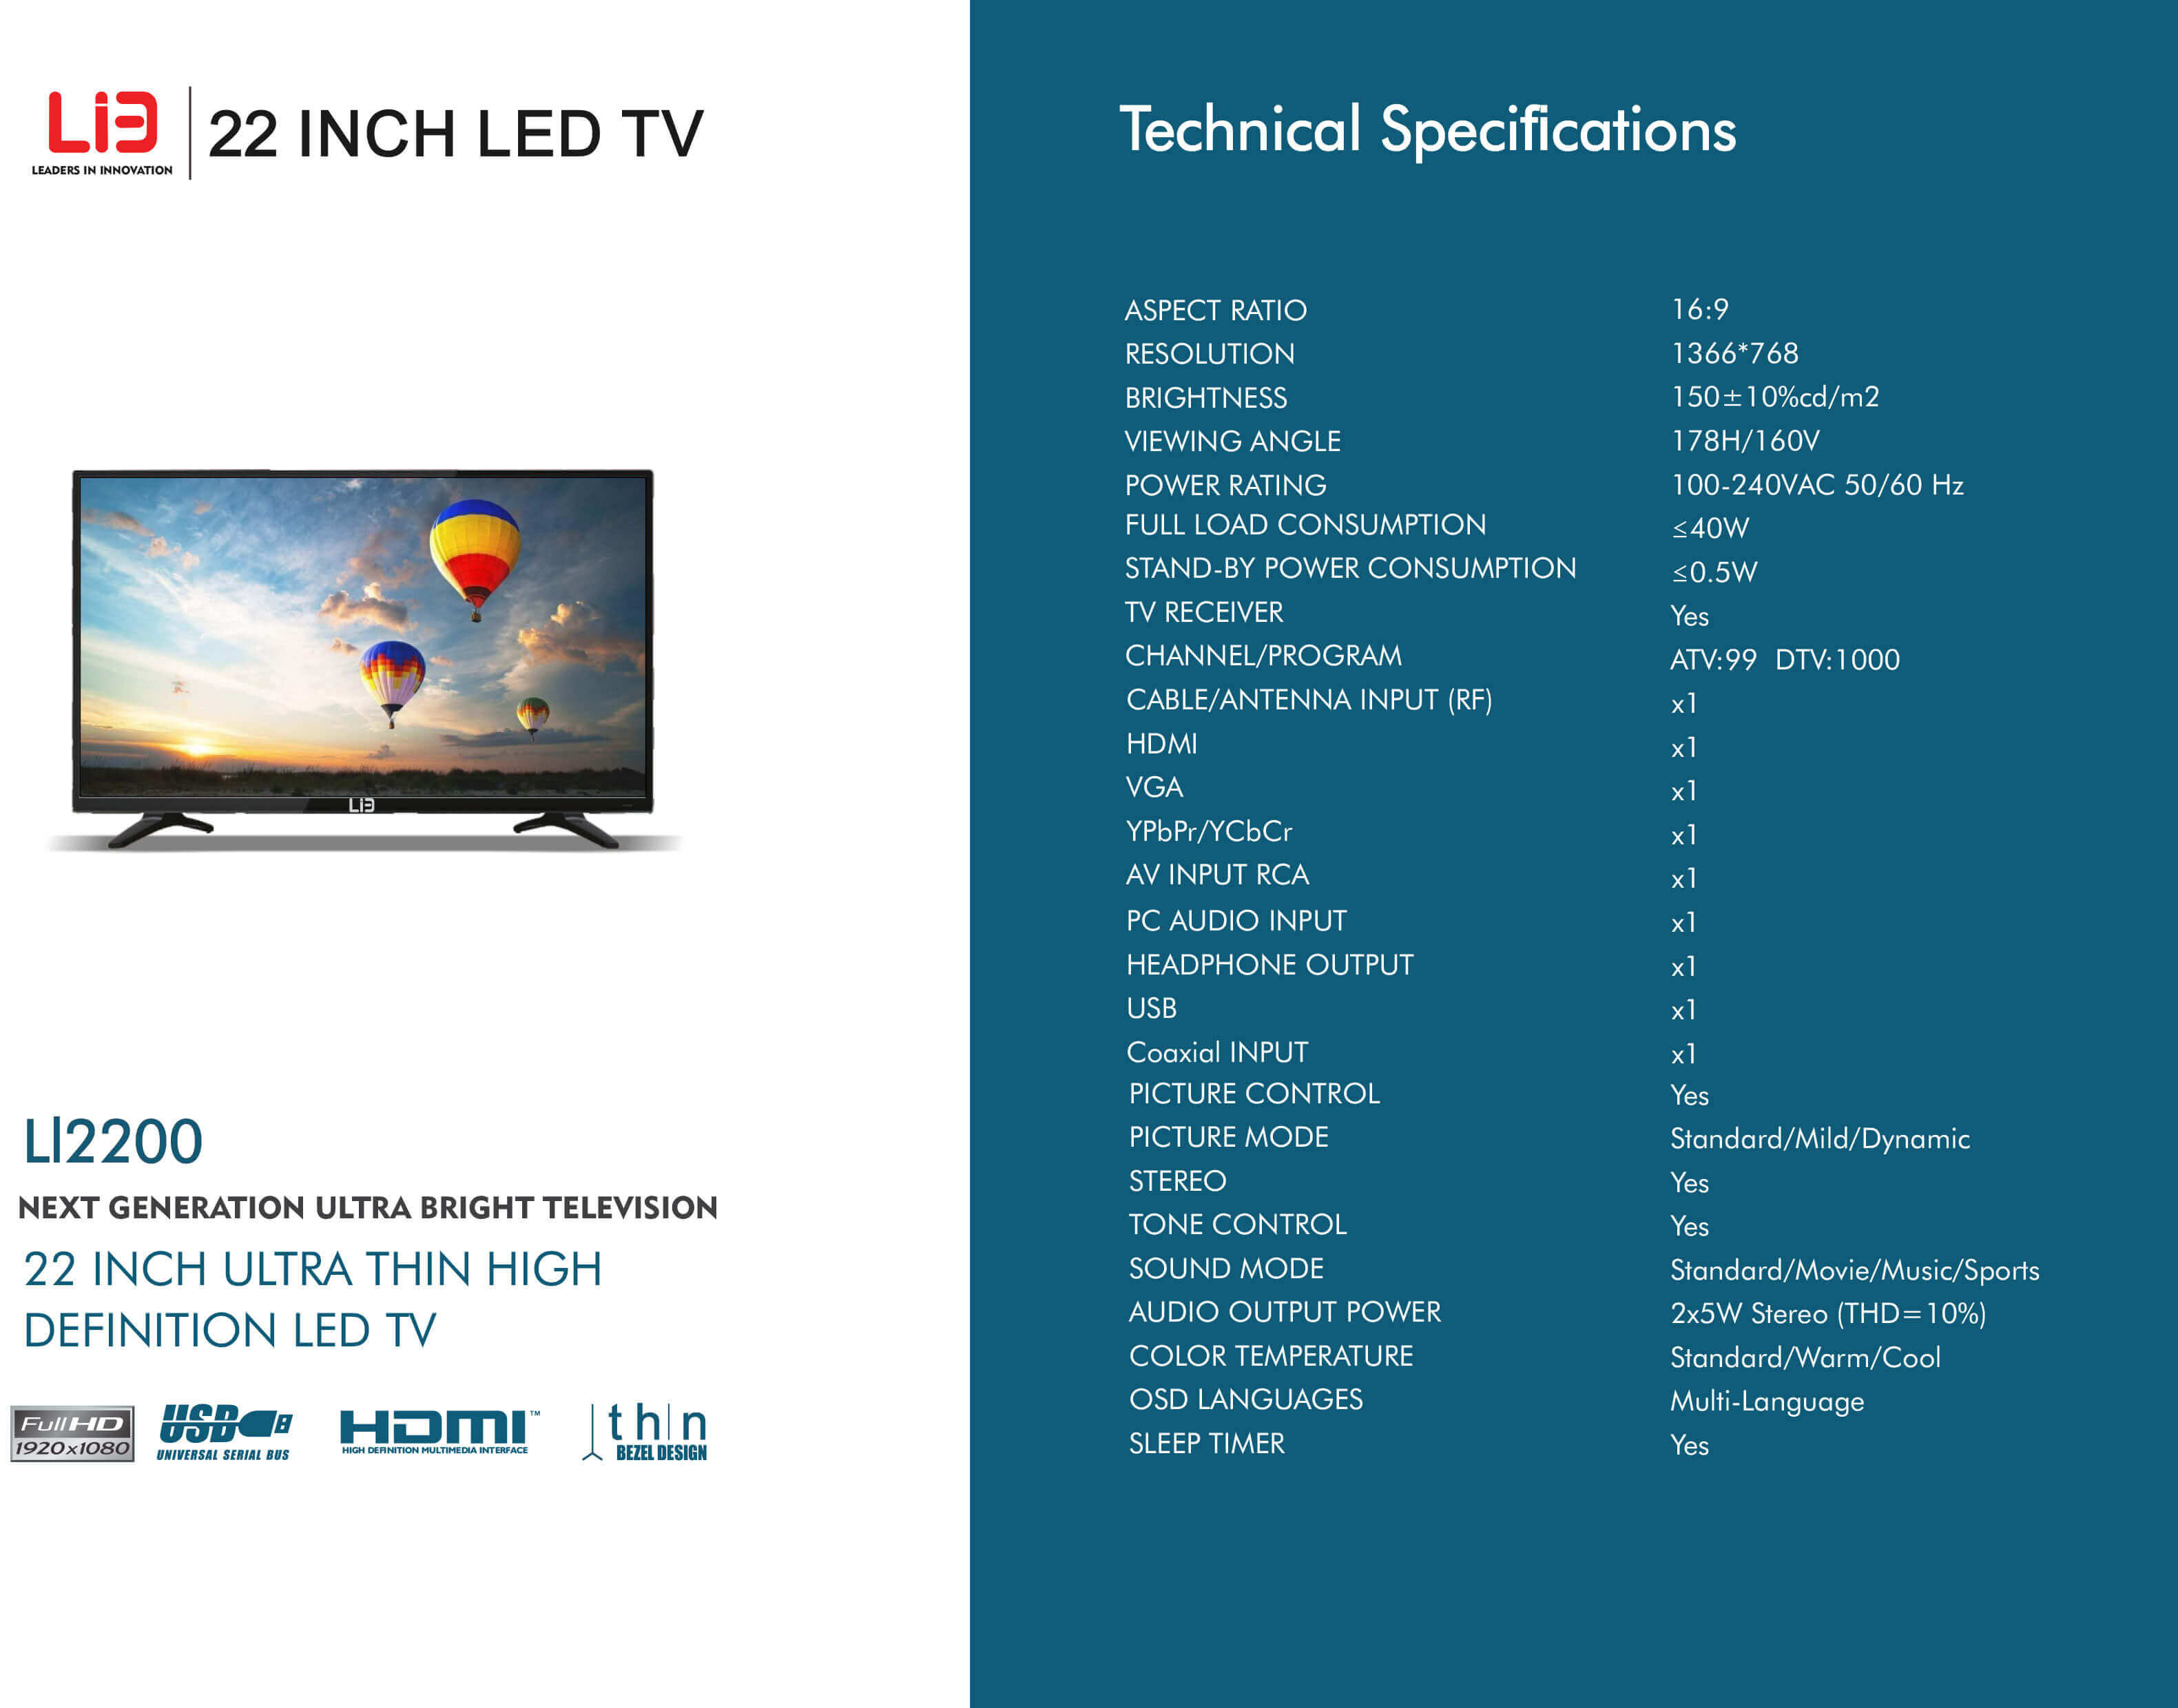 LiE
LEADERS IN INNOVATION
22 INCH LED TV
LiE
Ll2200
NEXT GENERATION ULTRA BRIGHT TELEVISION
22 INCH ULTRA THIN HIGH
DEFINITION LED TV
Full HD
1920x1080
USB
UNIVERSAL SERIAL BUS
HDMI™
HIGH DEFINITION MULTIMEDIA INTERFACE
thin
BEZEL DESIGN
Technical Specifications
ASPECT RATIO 16:9
RESOLUTION 1366*768
BRIGHTNESS 150±10%cd/m2
VIEWING ANGLE 178H/160V
POWER RATING 100-240VAC 50/60 Hz
FULL LOAD CONSUMPTION ≤40W
STAND-BY POWER CONSUMPTION ≤0.5W
TV RECEIVER Yes
CHANNEL/PROGRAM ATV:99 DTV:1000
CABLE/ANTENNA INPUT (RF) x1
HDMI x1
VGA x1
YPbPr/YCbCr x1
AV INPUT RCA x1
PC AUDIO INPUT x1
HEADPHONE OUTPUT x1
USB x1
Coaxial INPUT x1
PICTURE CONTROL Yes
PICTURE MODE Standard/Mild/Dynamic
STEREO Yes
TONE CONTROL Yes
SOUND MODE Standard/Movie/Music/Sports
AUDIO OUTPUT POWER 2x5W Stereo (THD=10%)
COLOR TEMPERATURE Standard/Warm/Cool
OSD LANGUAGES Multi-Language
SLEEP TIMER Yes